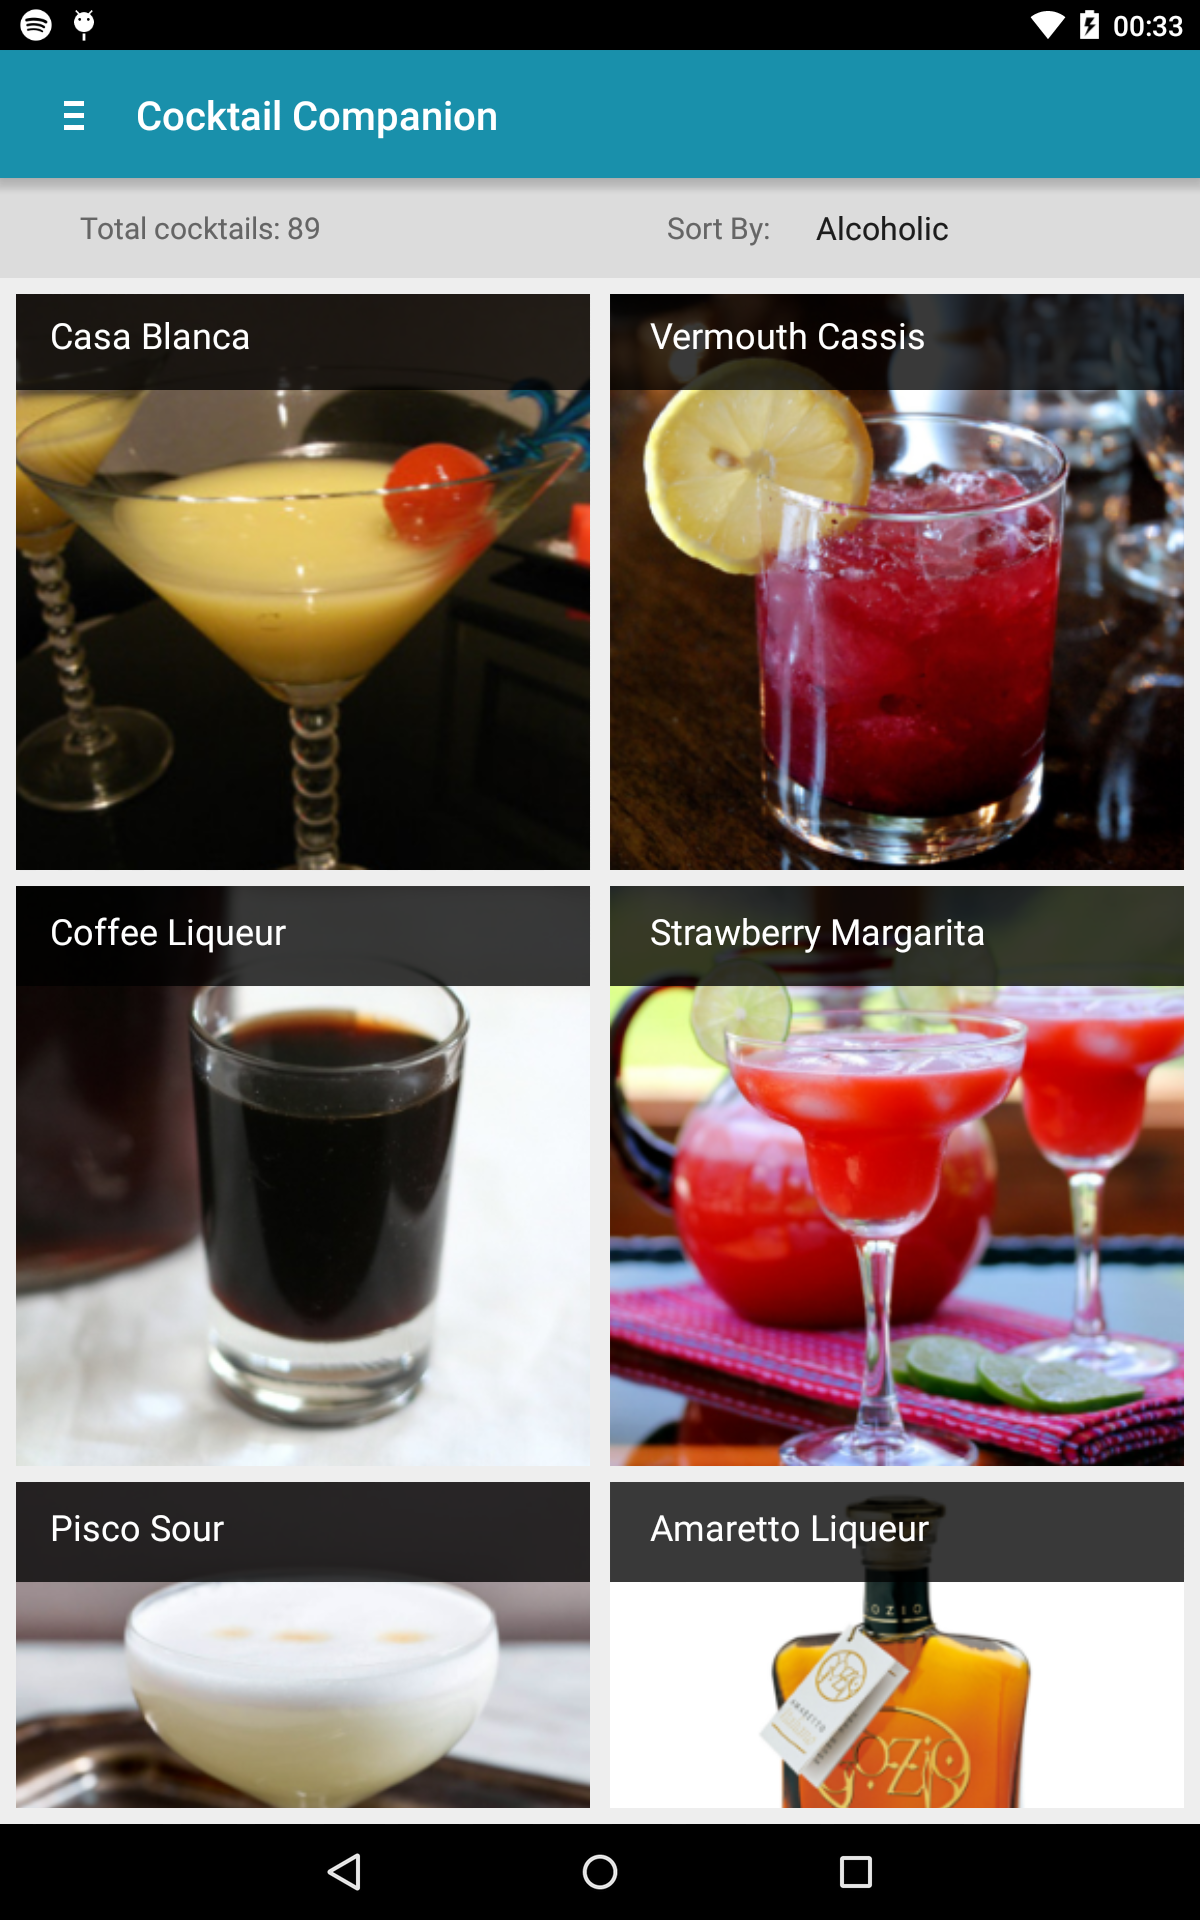 00:33
Cocktail Companion
Total cocktails: 89
Sort By: Alcoholic
Casa Blanca
Vermouth Cassis
Coffee Liqueur
Strawberry Margarita
Pisco Sour
Amaretto Liqueur
OZIO
AMARETTO